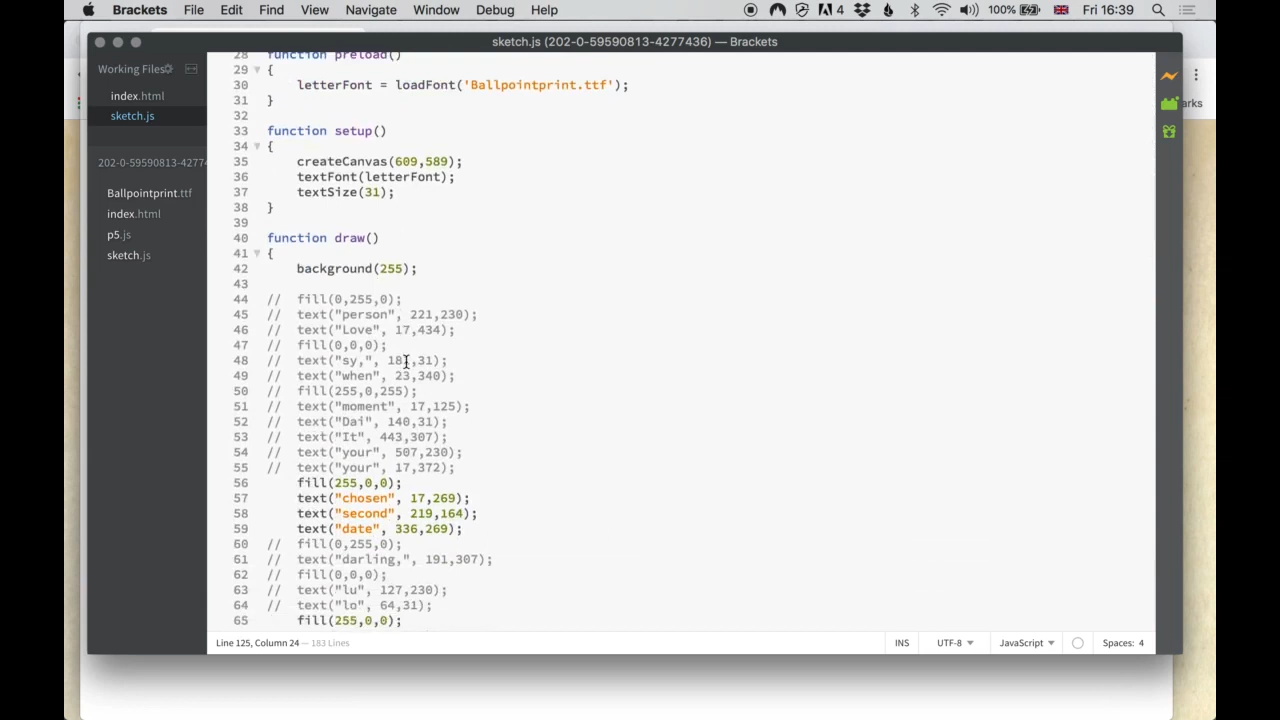 Brackets File Edit Find View Navigate Window Debug Help 4 100% Fri 16:39
sketch.js (202-0-59590813-4277436) — Brackets
Working Files
index.html
sketch.js
202-0-59590813-4277
Ballpointprint.ttf
index.html
p5.js
sketch.js
arks
28 function preload()
29 {
30 letterFont = loadFont('Ballpointprint.ttf');
31 }
32
33 function setup()
34 {
35 createCanvas(609,589);
36 textFont(letterFont);
37 textSize(31);
38 }
39
40 function draw()
41 {
42 background(255);
43
44 // fill(0,255,0);
45 // text("person", 221,230);
46 // text("Love", 17,434);
47 // fill(0,0,0);
48 // text("sy,", 18 ,31);
49 // text("when", 23,340);
50 // fill(255,0,255);
51 // text("moment", 17,125);
52 // text("Dai", 140,31);
53 // text("It", 443,307);
54 // text("your", 507,230);
55 // text("your", 17,372);
56 fill(255,0,0);
57 text("chosen", 17,269);
58 text("second", 219,164);
59 text("date", 336,269);
60 // fill(0,255,0);
61 // text("darling,", 191,307);
62 // fill(0,0,0);
63 // text("lu", 127,230);
64 // text("lo", 64,31);
65 fill(255,0,0);
Line 125, Column 24 — 183 Lines
INS UTF-8 JavaScript Spaces: 4